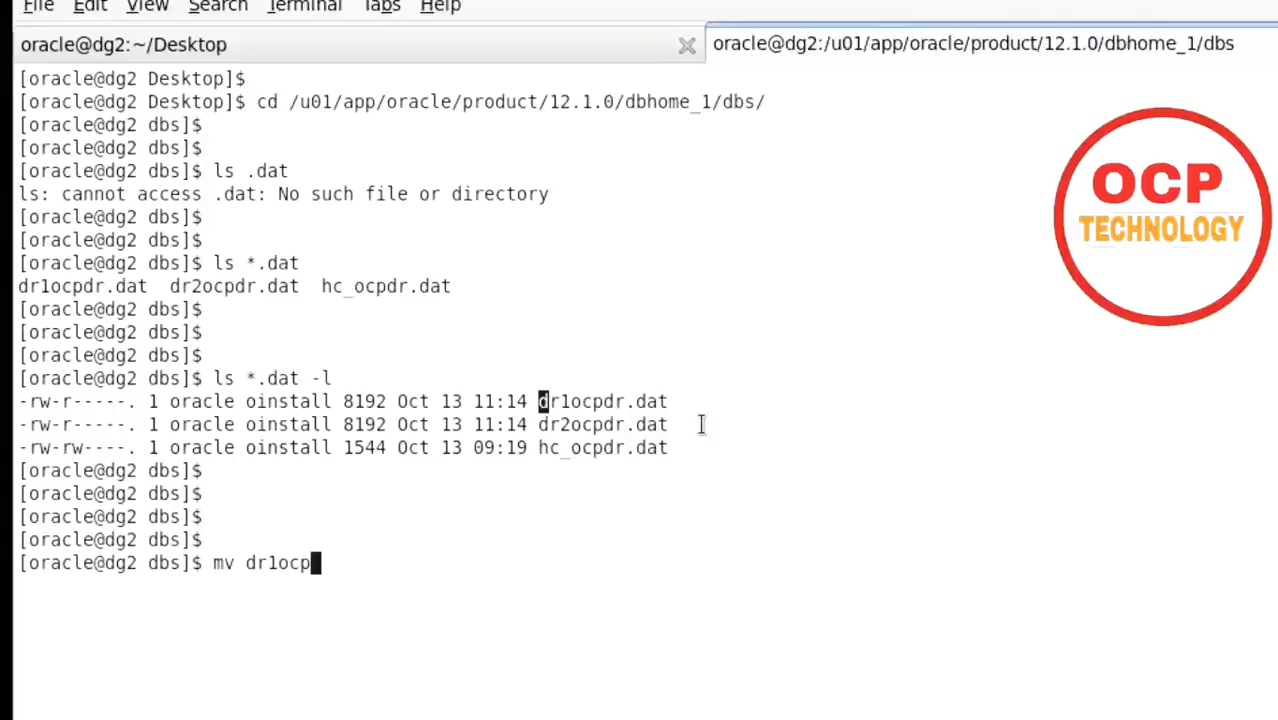 File Edit View Search Terminal Tabs Help
oracle@dg2:~/Desktop
oracle@dg2:/u01/app/oracle/product/12.1.0/dbhome_1/dbs
[oracle@dg2 Desktop]$
[oracle@dg2 Desktop]$ cd /u01/app/oracle/product/12.1.0/dbhome_1/dbs/
[oracle@dg2 dbs]$
[oracle@dg2 dbs]$
[oracle@dg2 dbs]$ ls .dat
ls: cannot access .dat: No such file or directory
[oracle@dg2 dbs]$
[oracle@dg2 dbs]$
[oracle@dg2 dbs]$ ls *.dat
dr1ocpdr.dat  dr2ocpdr.dat  hc_ocpdr.dat
[oracle@dg2 dbs]$
[oracle@dg2 dbs]$
[oracle@dg2 dbs]$
[oracle@dg2 dbs]$ ls *.dat -l
-rw-r-----. 1 oracle oinstall 8192 Oct 13 11:14 dr1ocpdr.dat
-rw-r-----. 1 oracle oinstall 8192 Oct 13 11:14 dr2ocpdr.dat
-rw-rw----. 1 oracle oinstall 1544 Oct 13 09:19 hc_ocpdr.dat
[oracle@dg2 dbs]$
[oracle@dg2 dbs]$
[oracle@dg2 dbs]$
[oracle@dg2 dbs]$
[oracle@dg2 dbs]$ mv dr1ocp
OCP
TECHNOLOGY